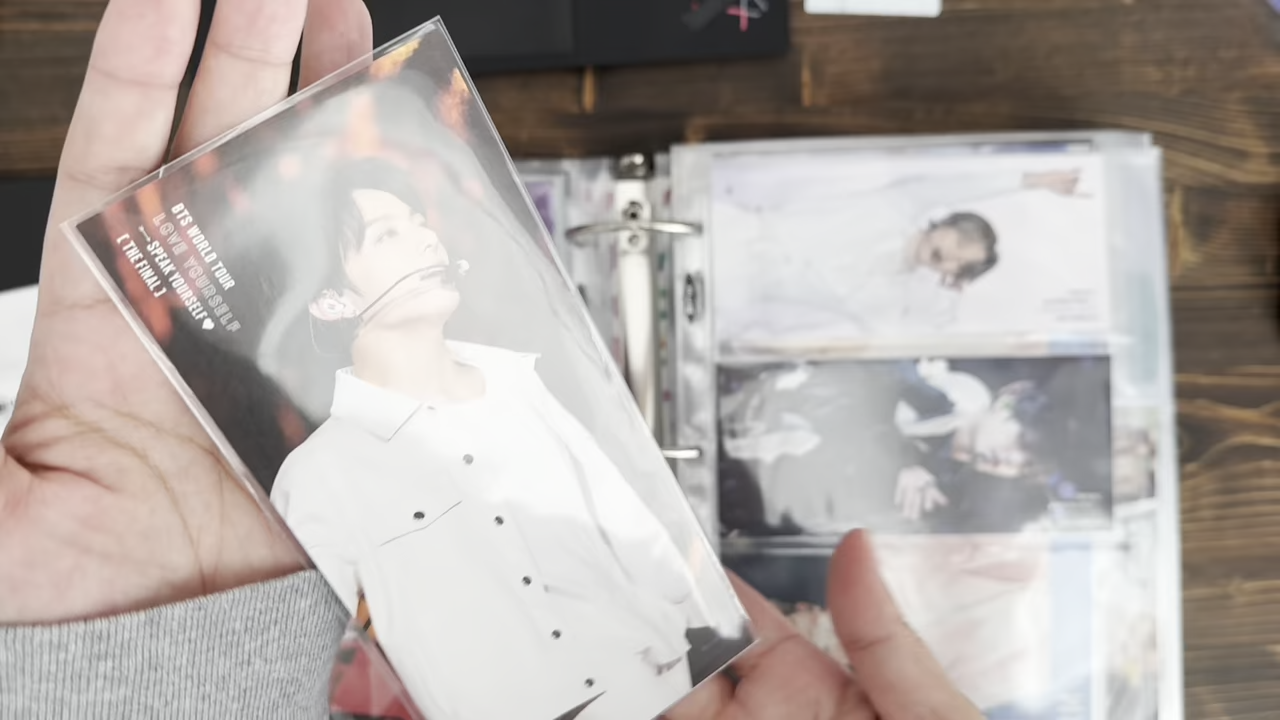 BTS WORLD TOUR
LOVE YOURSELF
SPEAK YOURSELF
[ THE FINAL ]